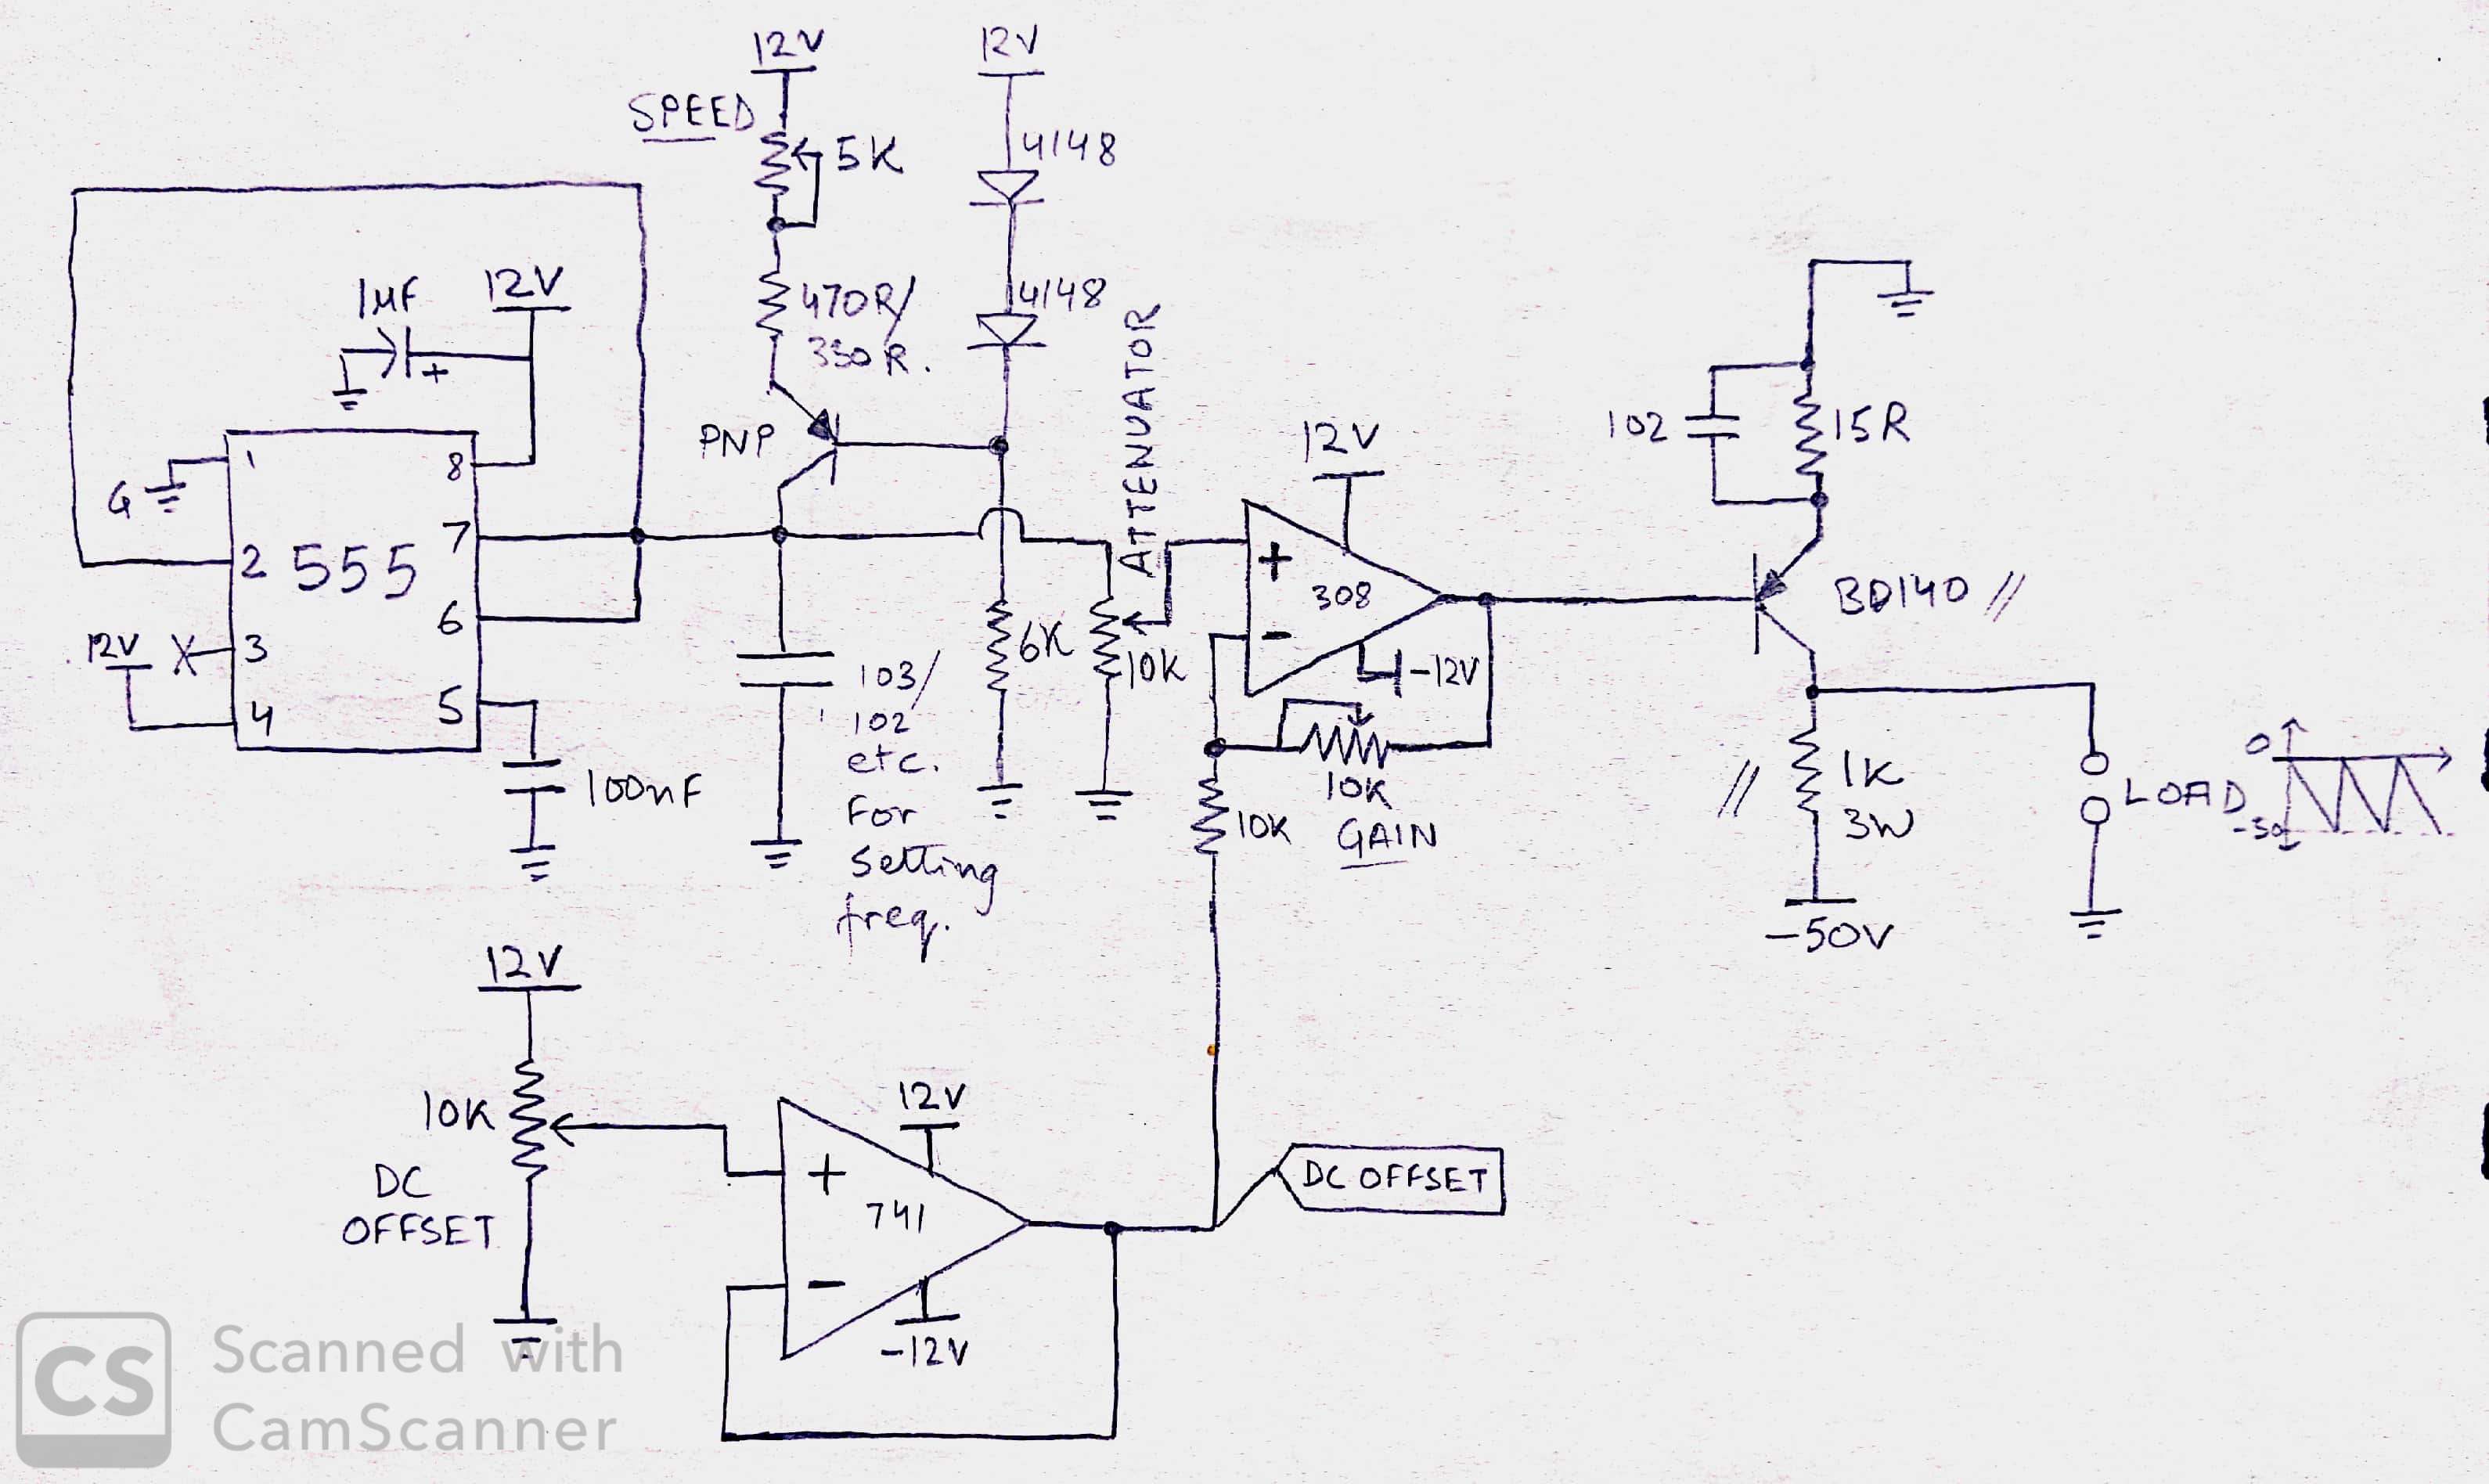 12V
12V
SPEED
5K
4148
1µF
12V
470R/
330R.
4148
ATTENUATOR
PNP
12V
102
15R
G
1
8
7
2
555
6
12V
X
3
5
4
+
308
-
-12V
BD140 //
6K
10K
103/
102
etc.
For
Setting
freq.
100nF
10K
GAIN
10K
//
1K
3W
-50V
LOAD
0
-50
12V
10K
DC
OFFSET
12V
+
741
-
-12V
DC OFFSET
+
CS
Scanned with
CamScanner